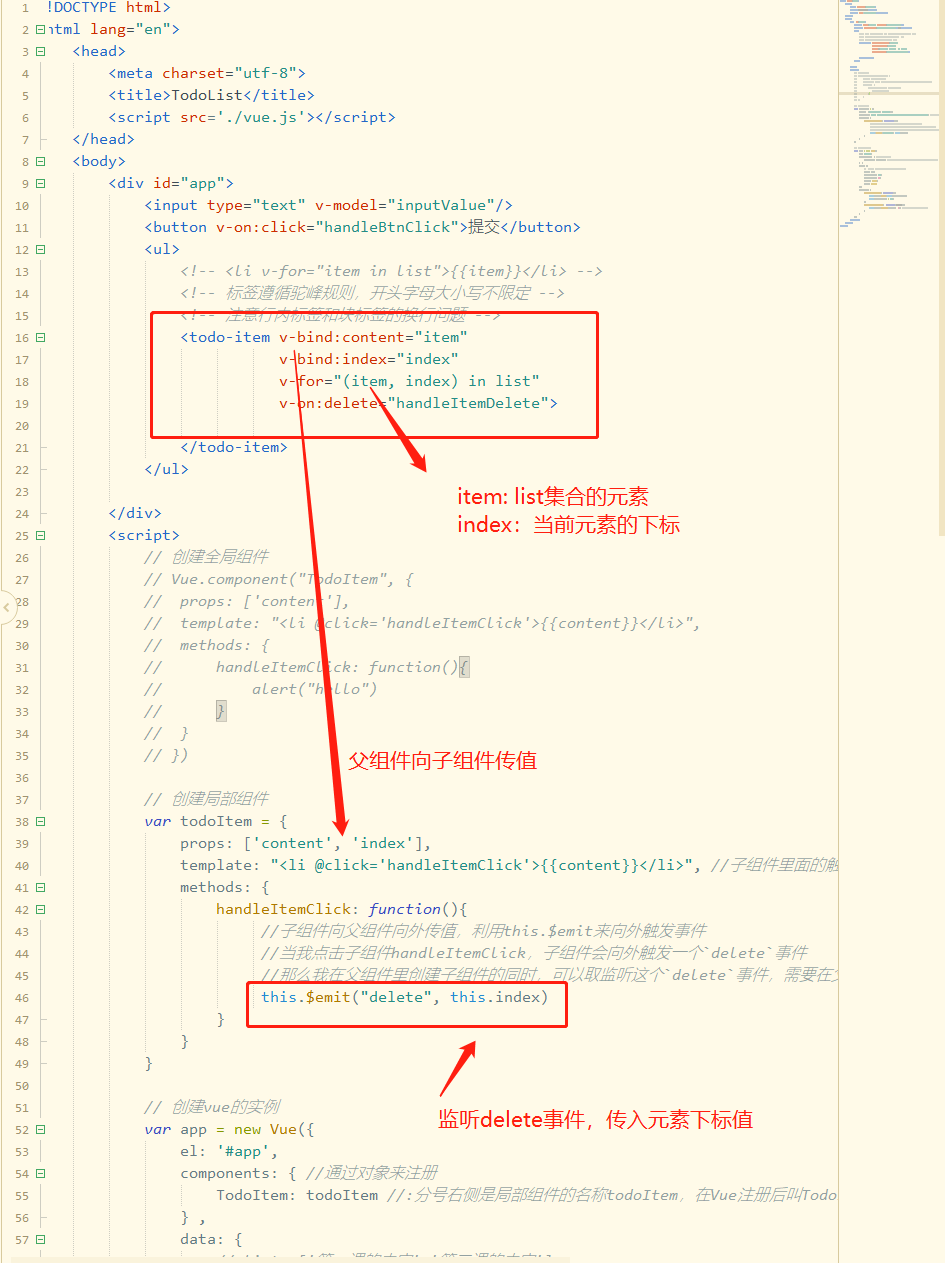 1 !DOCTYPE html>
2 html lang="en">
3 <head>
4 <meta charset="utf-8">
5 <title>TodoList</title>
6 <script src='./vue.js'></script>
7 </head>
8 <body>
9 <div id="app">
10 <input type="text" v-model="inputValue"/>
11 <button v-on:click="handleBtnClick">提交</button>
12 <ul>
13 <!-- <li v-for="item in list">{{item}}</li> -->
14 <!-- 标签遵循驼峰规则，开头字母大小写不限定 -->
15 <!-- 注意行内标签和块标签的换行问题 -->
16 <todo-item v-bind:content="item"
17 v-bind:index="index"
18 v-for="(item, index) in list"
19 v-on:delete="handleItemDelete">
20
21 </todo-item>
22 </ul>
23
item: list集合的元素
index：当前元素的下标
24 </div>
25 <script>
26 // 创建全局组件
27 // Vue.component("TodoItem", {
28 // props: ['content'],
29 // template: "<li @click='handleItemClick'>{{content}}</li>",
30 // methods: {
31 // handleItemClick: function(){
32 // alert("hello")
33 // }
34 // }
35 // })
父组件向子组件传值
36
37 // 创建局部组件
38 var todoItem = {
39 props: ['content', 'index'],
40 template: "<li @click='handleItemClick'>{{content}}</li>", //子组件里面的触
41 methods: {
42 handleItemClick: function(){
43 //子组件向父组件向外传值，利用this.$emit来向外触发事件
44 //当我点击子组件handleItemClick，子组件会向外触发一个`delete`事件
45 //那么我在父组件里创建子组件的同时，可以取监听这个`delete`事件，需要在父
46 this.$emit("delete", this.index)
47 }
48 }
49 }
50
监听delete事件，传入元素下标值
51 // 创建vue的实例
52 var app = new Vue({
53 el: '#app',
54 components: { //通过对象来注册
55 TodoItem: todoItem //:分号右侧是局部组件的名称todoItem，在Vue注册后叫Todo
56 } ,
57 data: {